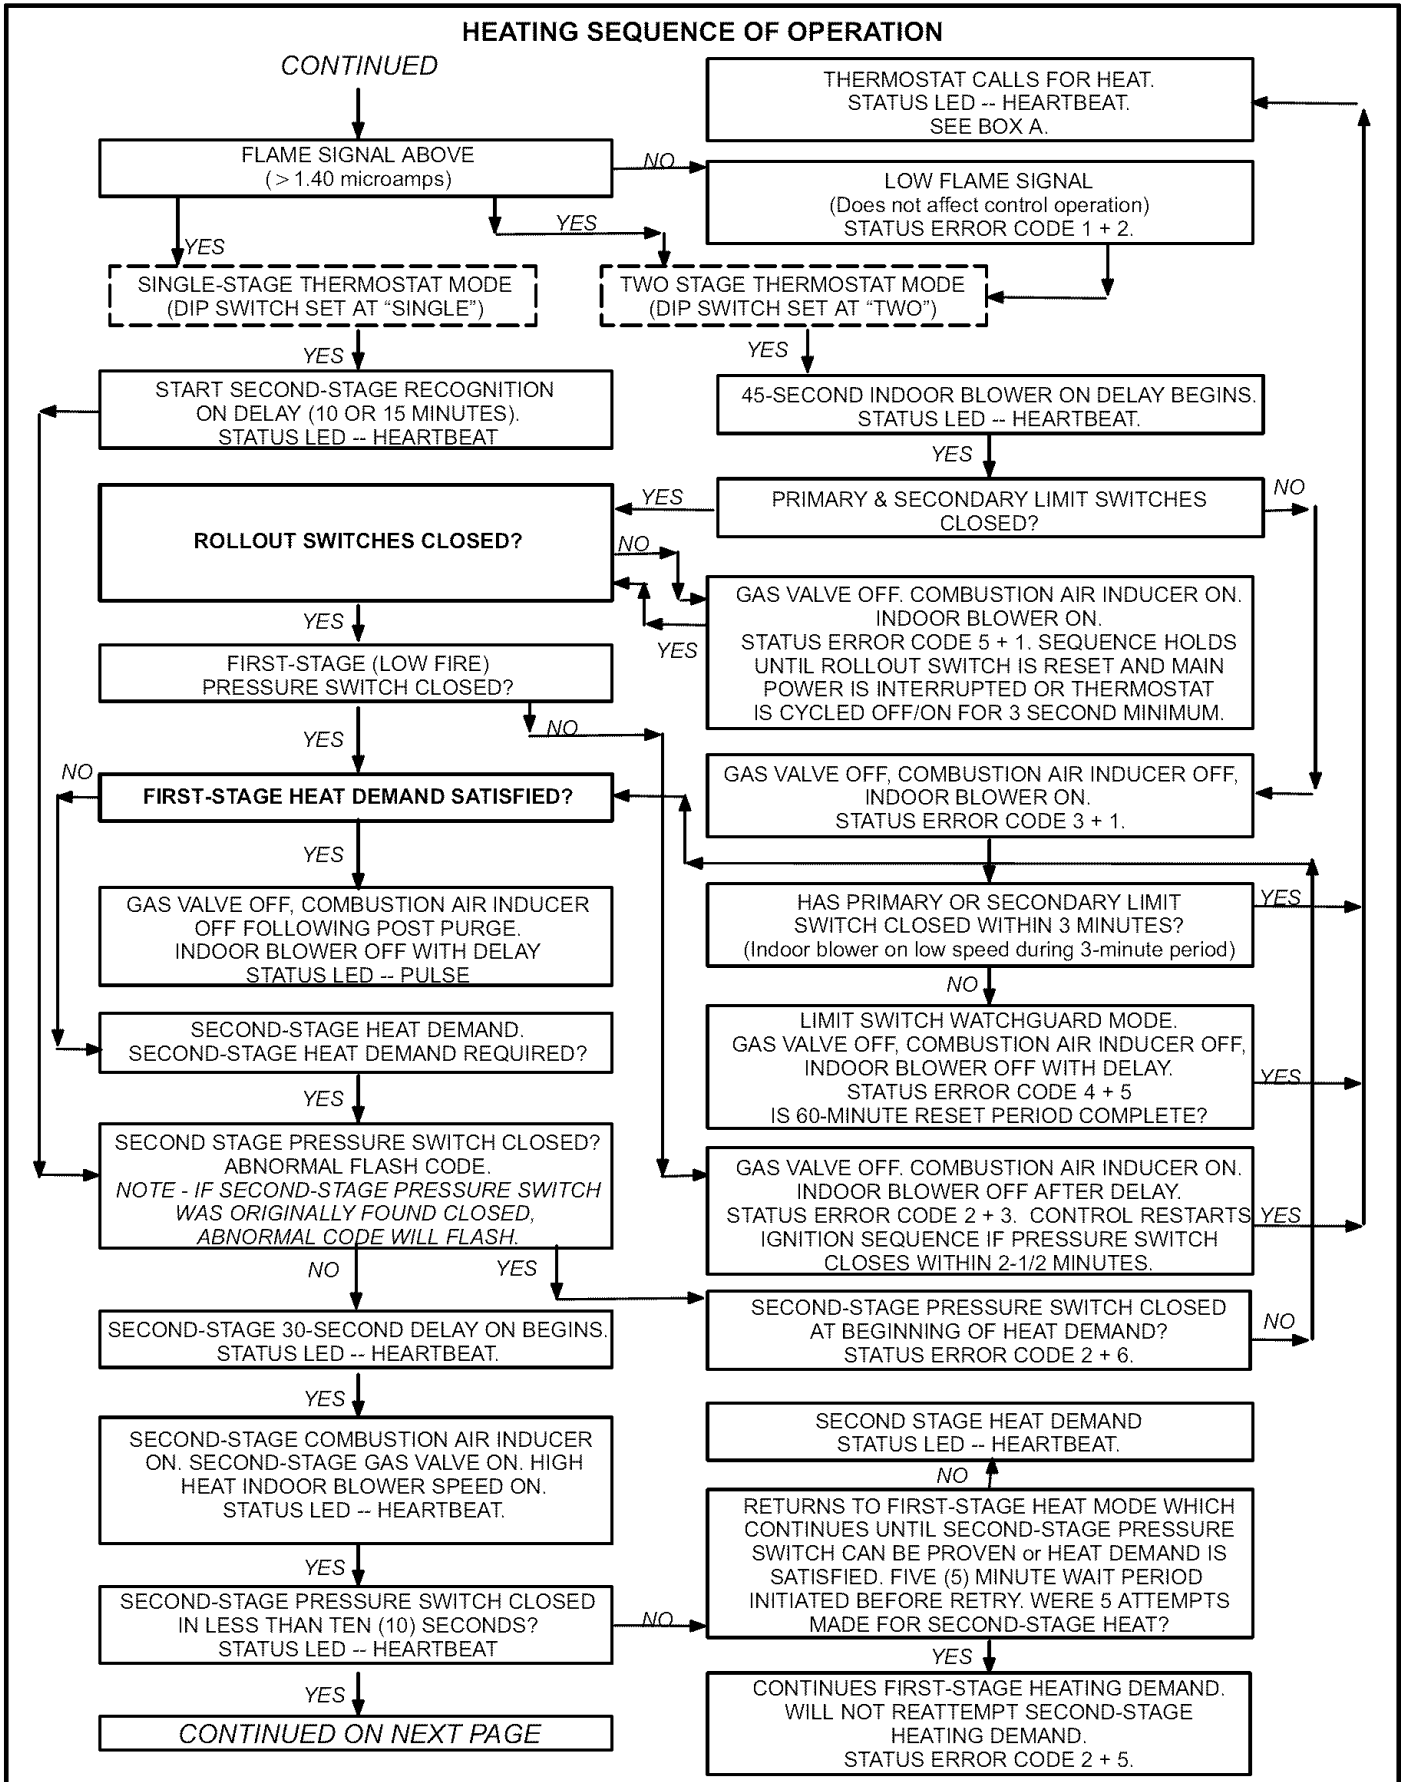 HEATING SEQUENCE OF OPERATION
CONTINUED
THERMOSTAT CALLS FOR HEAT.
STATUS LED -- HEARTBEAT.
SEE BOX A.
FLAME SIGNAL ABOVE
(> 1.40 microamps)
NO
LOW FLAME SIGNAL
(Does not affect control operation)
STATUS ERROR CODE 1 + 2.
YES
YES
SINGLE-STAGE THERMOSTAT MODE
(DIP SWITCH SET AT “SINGLE”)
TWO STAGE THERMOSTAT MODE
(DIP SWITCH SET AT “TWO”)
YES
YES
START SECOND-STAGE RECOGNITION
ON DELAY (10 OR 15 MINUTES).
STATUS LED -- HEARTBEAT
45-SECOND INDOOR BLOWER ON DELAY BEGINS.
STATUS LED -- HEARTBEAT.
YES
PRIMARY & SECONDARY LIMIT SWITCHES
CLOSED?
YES
NO
ROLLOUT SWITCHES CLOSED?
NO
YES
GAS VALVE OFF. COMBUSTION AIR INDUCER ON.
INDOOR BLOWER ON.
STATUS ERROR CODE 5 + 1. SEQUENCE HOLDS
UNTIL ROLLOUT SWITCH IS RESET AND MAIN
POWER IS INTERRUPTED OR THERMOSTAT
IS CYCLED OFF/ON FOR 3 SECOND MINIMUM.
YES
FIRST-STAGE (LOW FIRE)
PRESSURE SWITCH CLOSED?
NO
YES
GAS VALVE OFF, COMBUSTION AIR INDUCER OFF,
INDOOR BLOWER ON.
STATUS ERROR CODE 3 + 1.
NO
FIRST-STAGE HEAT DEMAND SATISFIED?
YES
GAS VALVE OFF, COMBUSTION AIR INDUCER
OFF FOLLOWING POST PURGE.
INDOOR BLOWER OFF WITH DELAY
STATUS LED -- PULSE
HAS PRIMARY OR SECONDARY LIMIT
SWITCH CLOSED WITHIN 3 MINUTES?
(Indoor blower on low speed during 3-minute period)
YES
NO
SECOND-STAGE HEAT DEMAND.
SECOND-STAGE HEAT DEMAND REQUIRED?
LIMIT SWITCH WATCHGUARD MODE.
GAS VALVE OFF, COMBUSTION AIR INDUCER OFF,
INDOOR BLOWER OFF WITH DELAY.
STATUS ERROR CODE 4 + 5
IS 60-MINUTE RESET PERIOD COMPLETE?
YES
YES
SECOND STAGE PRESSURE SWITCH CLOSED?
ABNORMAL FLASH CODE.
NOTE - IF SECOND-STAGE PRESSURE SWITCH
WAS ORIGINALLY FOUND CLOSED,
ABNORMAL CODE WILL FLASH.
GAS VALVE OFF. COMBUSTION AIR INDUCER ON.
INDOOR BLOWER OFF AFTER DELAY.
STATUS ERROR CODE 2 + 3. CONTROL RESTARTS
IGNITION SEQUENCE IF PRESSURE SWITCH
CLOSES WITHIN 2-1/2 MINUTES.
YES
NO
YES
SECOND-STAGE PRESSURE SWITCH CLOSED
AT BEGINNING OF HEAT DEMAND?
STATUS ERROR CODE 2 + 6.
NO
SECOND-STAGE 30-SECOND DELAY ON BEGINS.
STATUS LED -- HEARTBEAT.
YES
SECOND STAGE HEAT DEMAND
STATUS LED -- HEARTBEAT.
SECOND-STAGE COMBUSTION AIR INDUCER
ON. SECOND-STAGE GAS VALVE ON. HIGH
HEAT INDOOR BLOWER SPEED ON.
STATUS LED -- HEARTBEAT.
NO
RETURNS TO FIRST-STAGE HEAT MODE WHICH
CONTINUES UNTIL SECOND-STAGE PRESSURE
SWITCH CAN BE PROVEN or HEAT DEMAND IS
SATISFIED. FIVE (5) MINUTE WAIT PERIOD
INITIATED BEFORE RETRY. WERE 5 ATTEMPTS
MADE FOR SECOND-STAGE HEAT?
YES
SECOND-STAGE PRESSURE SWITCH CLOSED
IN LESS THAN TEN (10) SECONDS?
STATUS LED -- HEARTBEAT
NO
YES
YES
CONTINUED ON NEXT PAGE
CONTINUES FIRST-STAGE HEATING DEMAND.
WILL NOT REATTEMPT SECOND-STAGE
HEATING DEMAND.
STATUS ERROR CODE 2 + 5.